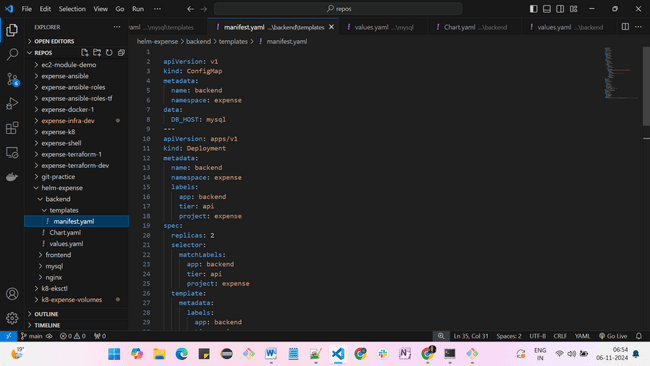 File Edit Selection View Go Run ··· repos
EXPLORER ···
OPEN EDITORS
REPOS
ec2-module-demo
expense-ansible
expense-ansible-roles
expense-ansible-roles-tf
expense-docker-1
expense-infra-dev
expense-k8
expense-shell
expense-terraform-1
expense-terraform-dev
git-practice
helm-expense
backend
templates
! manifest.yaml
! Chart.yaml
! values.yaml
frontend
mysql
nginx
k8-eksctl
k8-expense-volumes
OUTLINE
TIMELINE
yaml ...\mysql\templates ! manifest.yaml ...\backend\templates ! values.yaml ...\mysql ! Chart.yaml ...\backend ! values.yaml ...\backend
helm-expense > backend > templates > ! manifest.yaml
1
2 apiVersion: v1
3 kind: ConfigMap
4 metadata:
5 name: backend
6 namespace: expense
7 data:
8 DB_HOST: mysql
9 ---
10 apiVersion: apps/v1
11 kind: Deployment
12 metadata:
13 name: backend
14 namespace: expense
15 labels:
16 app: backend
17 tier: api
18 project: expense
19 spec:
20 replicas: 2
21 selector:
22 matchLabels:
23 app: backend
24 tier: api
25 project: expense
26 template:
27 metadata:
28 labels:
29 app: backend
main 0 0 0 Ln 35, Col 31 Spaces: 2 UTF-8 CRLF YAML Go Live
19° ENG IN 06:54 06-11-2024